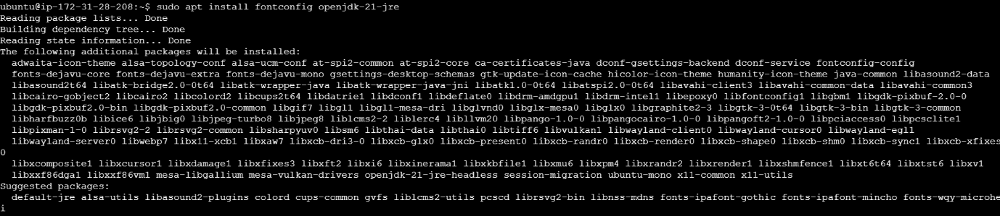 ubuntu@ip-172-31-28-208:~$ sudo apt install fontconfig openjdk-21-jre
Reading package lists... Done
Building dependency tree... Done
Reading state information... Done
The following additional packages will be installed:
  adwaita-icon-theme alsa-topology-conf alsa-ucm-conf at-spi2-common at-spi2-core ca-certificates-java dconf-gsettings-backend dconf-service fontconfig-config
  fonts-dejavu-core fonts-dejavu-extra fonts-dejavu-mono gsettings-desktop-schemas gtk-update-icon-cache hicolor-icon-theme humanity-icon-theme java-common libasound2-data
  libasound2t64 libatk-bridge2.0-0t64 libatk-wrapper-java libatk-wrapper-java-jni libatk1.0-0t64 libatspi2.0-0t64 libavahi-client3 libavahi-common-data libavahi-common3
  libcairo-gobject2 libcairo2 libcolord2 libcups2t64 libdatrie1 libdconf1 libdeflate0 libdrm-amdgpu1 libdrm-intel1 libepoxy0 libfontconfig1 libgbm1 libgdk-pixbuf-2.0-0
  libgdk-pixbuf2.0-bin libgdk-pixbuf2.0-common libgif7 libgl1 libgl1-mesa-dri libglvnd0 libglx-mesa0 libglx0 libgraphite2-3 libgtk-3-0t64 libgtk-3-bin libgtk-3-common
  libharfbuzz0b libice6 libjbig0 libjpeg-turbo8 libjpeg8 liblcms2-2 liblerc4 libllvm20 libpango-1.0-0 libpangocairo-1.0-0 libpangoft2-1.0-0 libpciaccess0 libpcsclite1
  libpixman-1-0 librsvg2-2 librsvg2-common libsharpyuv0 libsm6 libthai-data libthai0 libtiff6 libvulkan1 libwayland-client0 libwayland-cursor0 libwayland-egl1
  libwayland-server0 libwebp7 libx11-xcb1 libxaw7 libxcb-dri3-0 libxcb-glx0 libxcb-present0 libxcb-randr0 libxcb-render0 libxcb-shape0 libxcb-shm0 libxcb-sync1 libxcb-xfixes
0
  libxcomposite1 libxcursor1 libxdamage1 libxfixes3 libxft2 libxi6 libxinerama1 libxkbfile1 libxmu6 libxpm4 libxrandr2 libxrender1 libxshmfence1 libxt6t64 libxtst6 libxv1
  libxxf86dga1 libxxf86vm1 mesa-libgallium mesa-vulkan-drivers openjdk-21-jre-headless session-migration ubuntu-mono x11-common x11-utils
Suggested packages:
  default-jre alsa-utils libasound2-plugins colord cups-common gvfs liblcms2-utils pcscd librsvg2-bin libnss-mdns fonts-ipafont-gothic fonts-ipafont-mincho fonts-wqy-microhe
i